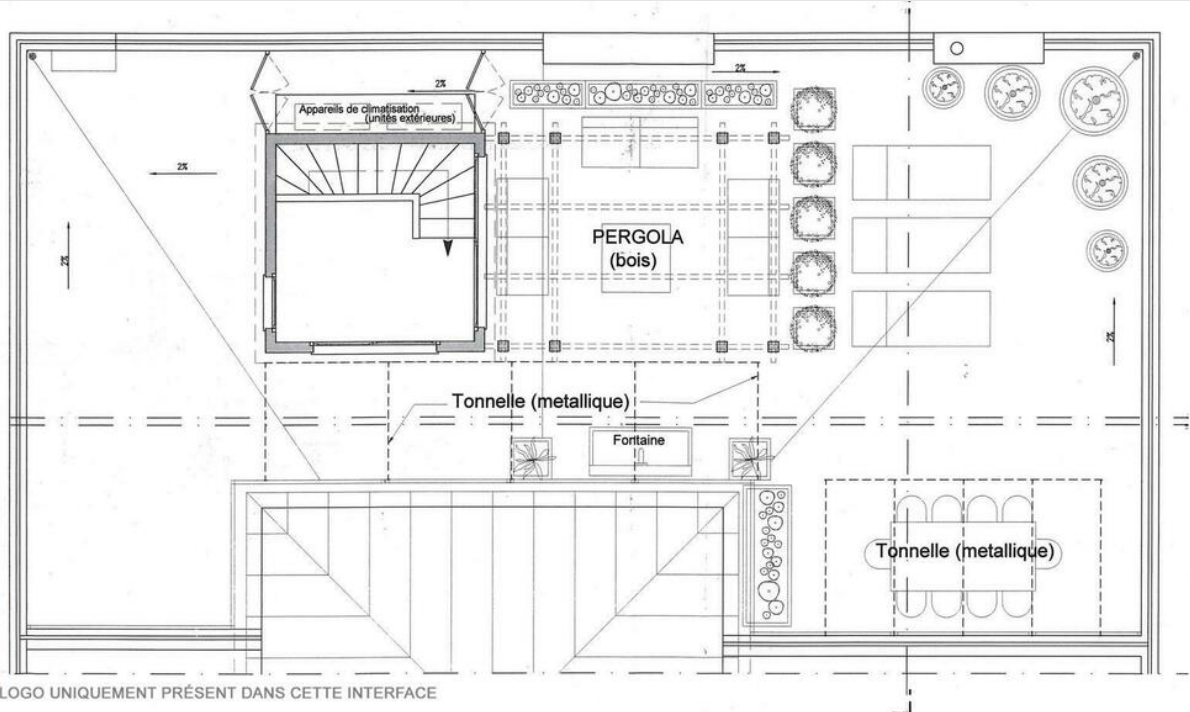 2%
2%
Appareils de climatisation
(unités extérieures)
2%
2%
PERGOLA
(bois)
2%
Tonnelle (metallique)
Fontaine
Tonnelle (metallique)
LOGO UNIQUEMENT PRÉSENT DANS CETTE INTERFACE